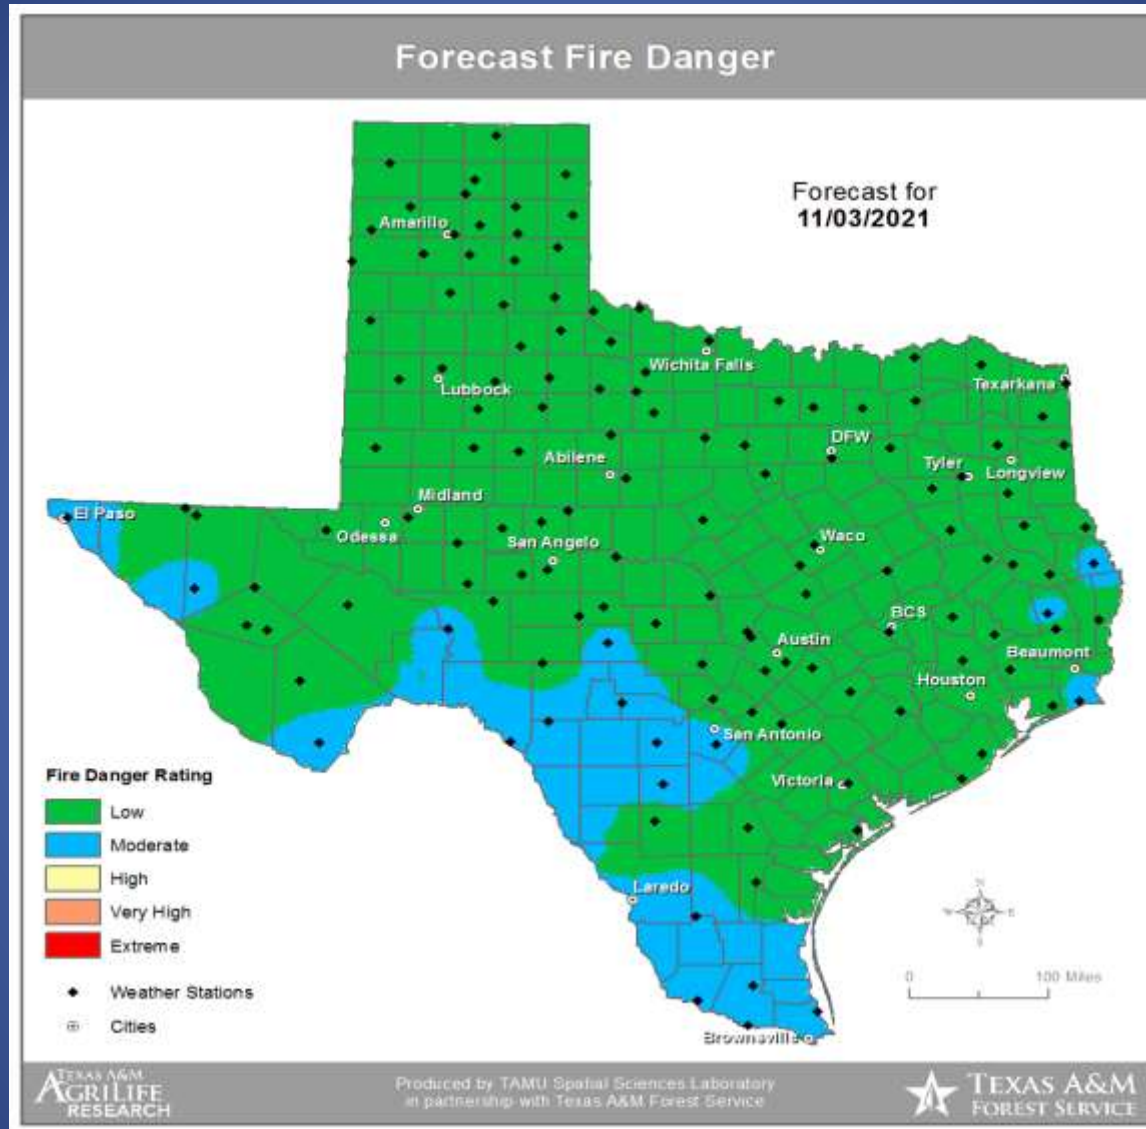 Forecast Fire Danger
Forecast for
11/03/2021
Amarillo
Wichita Falls
Lubbock
Texarkana
DFW
Abilene
Tyler
Longview
Midland
El Paso
Odessa
San Angelo
Waco
BCS
Austin
Beaumont
Houston
San Antonio
Victoria
Laredo
Brownsville
Fire Danger Rating
Low
Moderate
High
Very High
Extreme
Weather Stations
Cities
N
W
E
S
0
100 Miles
TEXAS A&M
AGRILIFE
RESEARCH
Produced by TAMU Spatial Sciences Laboratory
in partnership with Texas A&M Forest Service
TEXAS A&M
FOREST SERVICE